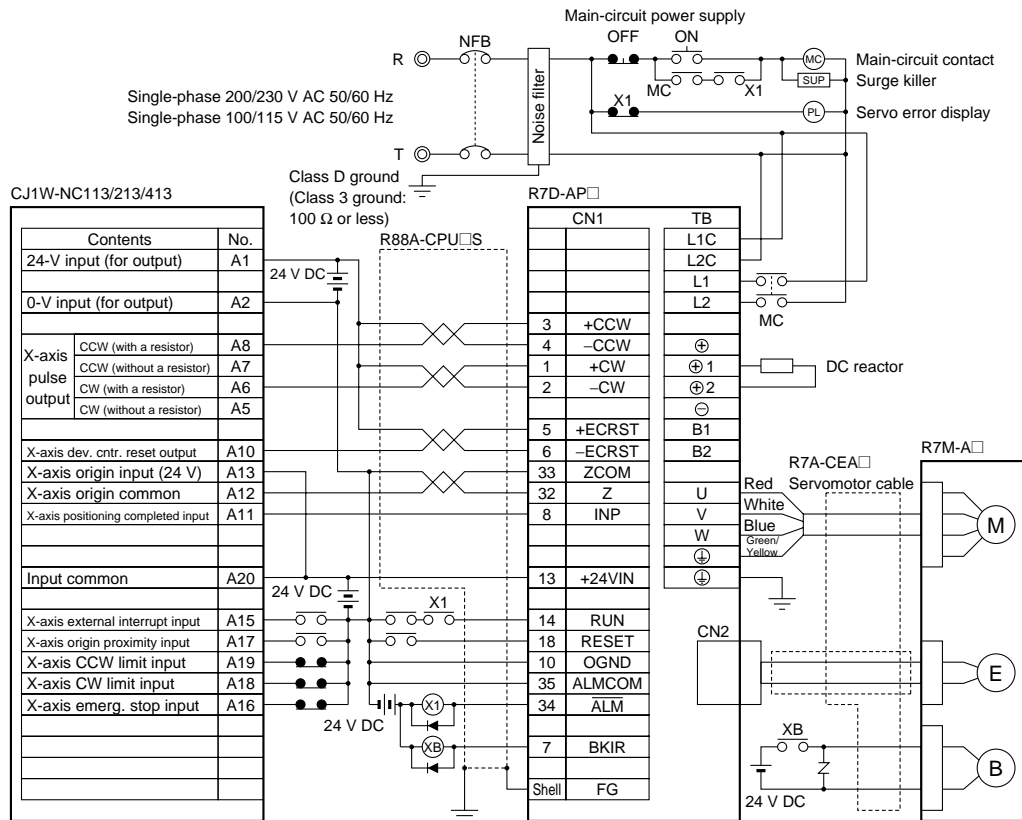 Main-circuit power supply
OFF ON
R NFB
MC Main-circuit contact
MC X1 SUP Surge killer
Single-phase 200/230 V AC 50/60 Hz
Single-phase 100/115 V AC 50/60 Hz
Noise filter
X1 PL Servo error display
T
Class D ground
(Class 3 ground:
100 Ω or less)
CJ1W-NC113/213/413
R88A-CPU□S
R7D-AP□
CN1 TB
Contents No.
24-V input (for output) A1
24 V DC
0-V input (for output) A2
X-axis pulse output
CCW (with a resistor) A8
CCW (without a resistor) A7
CW (with a resistor) A6
CW (without a resistor) A5
X-axis dev. cntr. reset output A10
X-axis origin input (24 V) A13
X-axis origin common A12
X-axis positioning completed input A11
Input common A20
24 V DC
X-axis external interrupt input A15
X-axis origin proximity input A17
X-axis CCW limit input A19
X-axis CW limit input A18
X-axis emerg. stop input A16
X1
24 V DC
X1
XB
3 +CCW
4 −CCW
1 +CW
2 −CW
5 +ECRST
6 −ECRST
33 ZCOM
32 Z
8 INP
13 +24VIN
14 RUN
18 RESET
10 OGND
35 ALMCOM
34 ALM
7 BKIR
Shell FG
L1C
L2C
L1
L2
MC
⊕
⊕1
⊕2
DC reactor
⊖
B1
B2
U
V
W
Red
White
Blue
Green/
Yellow
R7A-CEA□
Servomotor cable
R7M-A□
M
CN2
E
XB
24 V DC
B